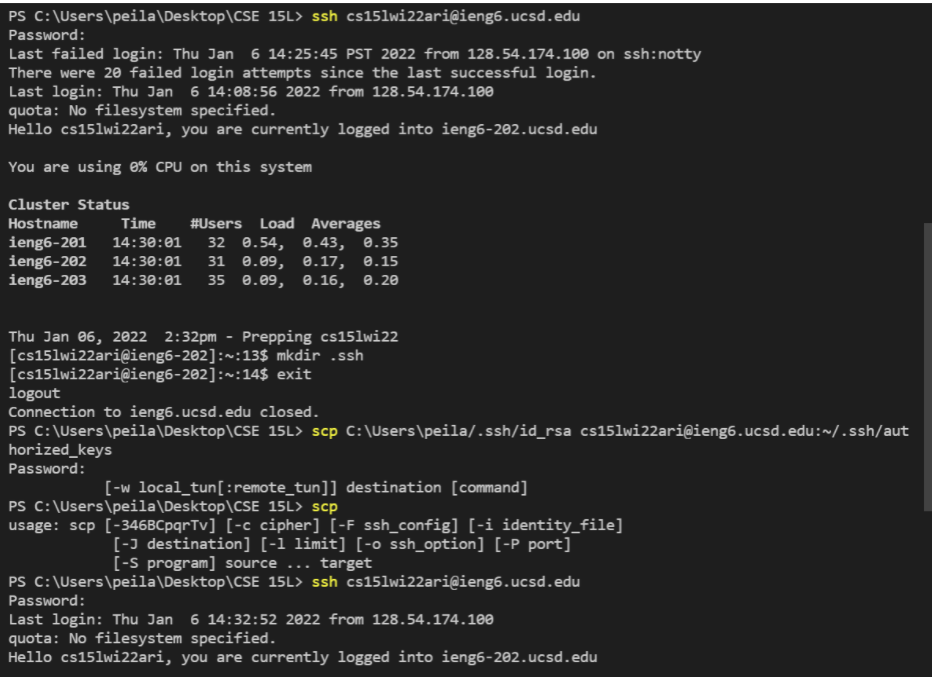 PS C:\Users\peila\Desktop\CSE 15L> ssh cs15lwi22ari@ieng6.ucsd.edu
Password:
Last failed login: Thu Jan  6 14:25:45 PST 2022 from 128.54.174.100 on ssh:notty
There were 20 failed login attempts since the last successful login.
Last login: Thu Jan  6 14:08:56 2022 from 128.54.174.100
quota: No filesystem specified.
Hello cs15lwi22ari, you are currently logged into ieng6-202.ucsd.edu
You are using 0% CPU on this system
Cluster Status
Hostname     Time    #Users  Load  Averages
ieng6-201   14:30:01   32  0.54,  0.43,  0.35
ieng6-202   14:30:01   31  0.09,  0.17,  0.15
ieng6-203   14:30:01   35  0.09,  0.16,  0.20
Thu Jan 06, 2022  2:32pm - Prepping cs15lwi22
[cs15lwi22ari@ieng6-202]:~:13$ mkdir .ssh
[cs15lwi22ari@ieng6-202]:~:14$ exit
logout
Connection to ieng6.ucsd.edu closed.
PS C:\Users\peila\Desktop\CSE 15L> scp C:\Users\peila/.ssh/id_rsa cs15lwi22ari@ieng6.ucsd.edu:~/.ssh/aut
horized_keys
Password:
[-w local_tun[:remote_tun]] destination [command]
PS C:\Users\peila\Desktop\CSE 15L> scp
usage: scp [-346BCpqrTv] [-c cipher] [-F ssh_config] [-i identity_file]
[-J destination] [-l limit] [-o ssh_option] [-P port]
[-S program] source ... target
PS C:\Users\peila\Desktop\CSE 15L> ssh cs15lwi22ari@ieng6.ucsd.edu
Password:
Last login: Thu Jan  6 14:32:52 2022 from 128.54.174.100
quota: No filesystem specified.
Hello cs15lwi22ari, you are currently logged into ieng6-202.ucsd.edu